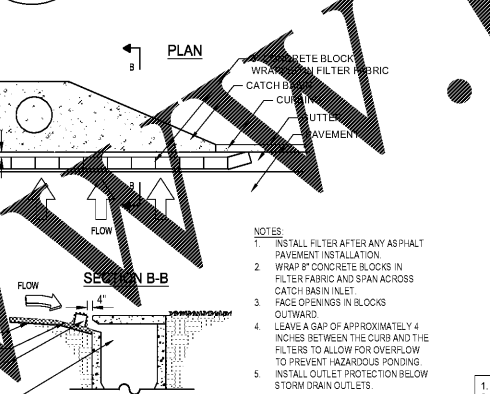 PLAN
B
8" CONCRETE BLOCK
WRAPPED IN FILTER FABRIC
CATCH BASIN
CURBING
GUTTER
PAVEMENT
B
FLOW
SECTION B-B
FLOW
4"
NOTES:
1. INSTALL FILTER AFTER ANY ASPHALT
PAVEMENT INSTALLATION.
2. WRAP 8" CONCRETE BLOCKS IN
FILTER FABRIC AND SPAN ACROSS
CATCH BASIN INLET.
3. FACE OPENINGS IN BLOCKS
OUTWARD.
4. LEAVE A GAP OF APPROXIMATELY 4
INCHES BETWEEN THE CURB AND THE
FILTERS TO ALLOW FOR OVERFLOW
TO PREVENT HAZARDOUS PONDING.
5. INSTALL OUTLET PROTECTION BELOW
STORM DRAIN OUTLETS.
1.